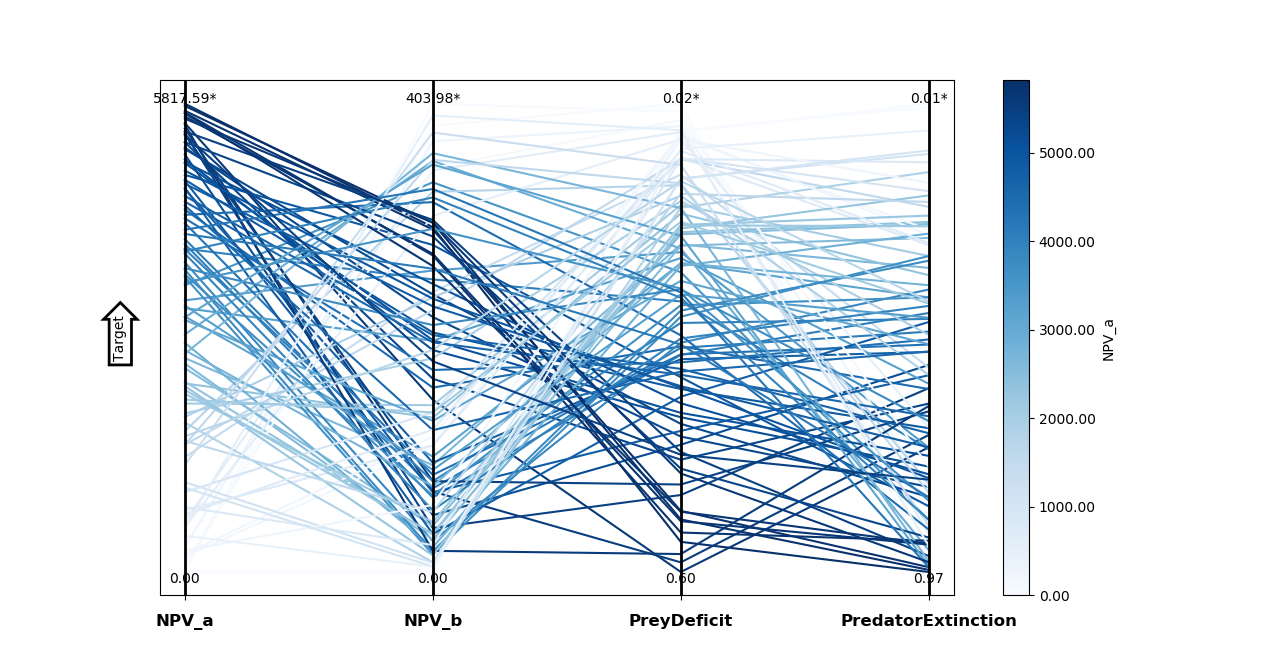 5817.59* 403.98* 0.02* 0.01*
Target
0.00 0.00 0.60 0.97
NPV_a NPV_b PreyDeficit PredatorExtinction
5000.00
4000.00
3000.00
2000.00
1000.00
0.00
NPV_a